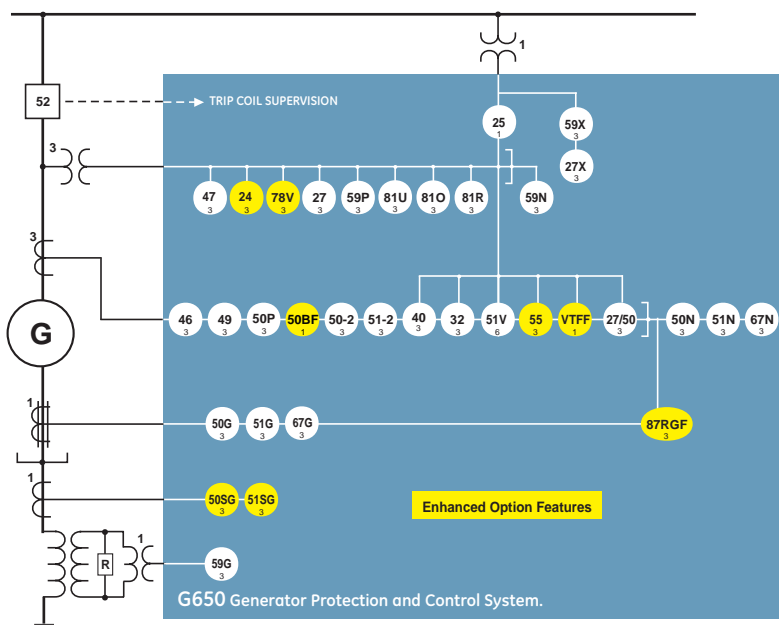 1
52
TRIP COIL SUPERVISION
25
1
59X
3
27X
3
3
47
3
24
3
78V
3
27
3
59P
3
81U
3
81O
3
81R
3
59N
3
3
G
46
3
49
3
50P
3
50BF
1
50-2
3
51-2
3
40
3
32
3
51V
6
55
3
VTFF
1
27/50
3
50N
3
51N
3
67N
3
1
50G
3
51G
3
67G
3
87RGF
3
1
50SG
3
51SG
3
Enhanced Option Features
1
R
59G
3
G650 Generator Protection and Control System.